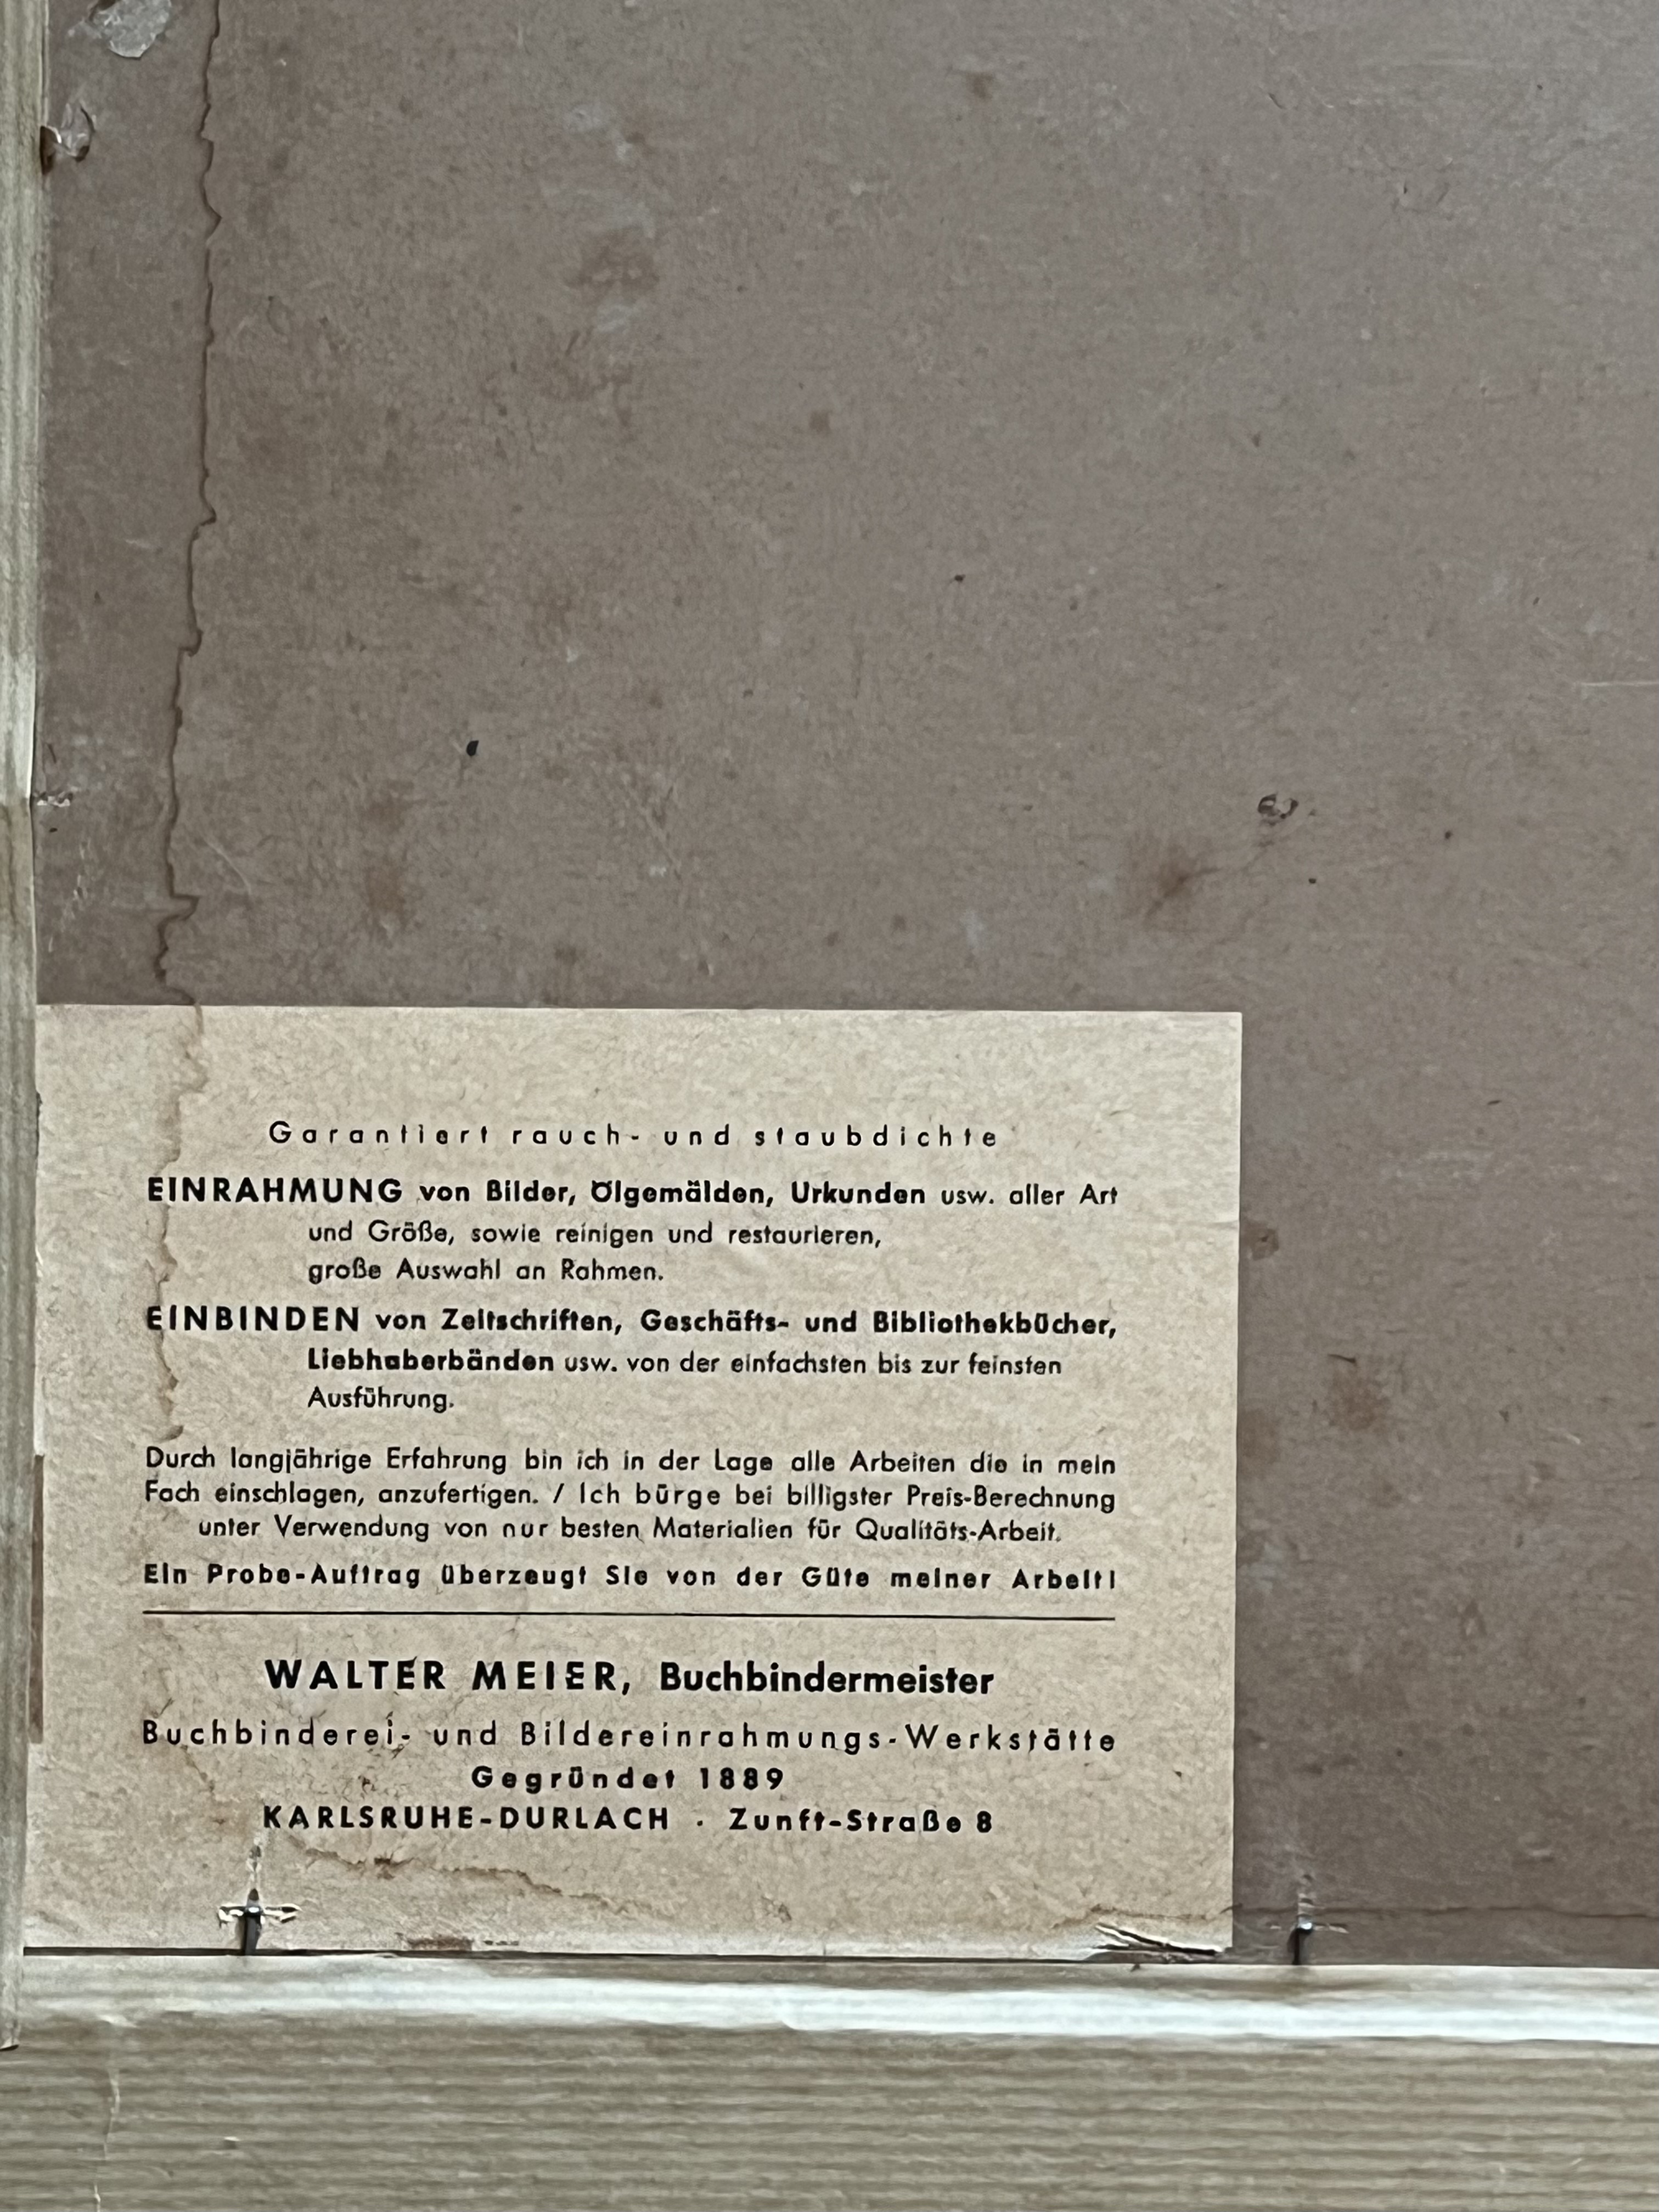 Garantiert rauch- und staubdichte
EINRAHMUNG von Bilder, Ölgemälden, Urkunden usw. aller Art
und Größe, sowie reinigen und restaurieren,
große Auswahl an Rahmen.
EINBINDEN von Zeitschriften, Geschäfts- und Bibliothekbücher,
Liebhaberbänden usw. von der einfachsten bis zur feinsten
Ausführung.
Durch langjährige Erfahrung bin ich in der Lage alle Arbeiten die in mein
Fach einschlagen, anzufertigen. / Ich bürge bei billigster Preis-Berechnung
unter Verwendung von nur besten Materialien für Qualitäts-Arbeit.
Ein Probe-Auftrag überzeugt Sie von der Güte meiner Arbeit!
WALTER MEIER, Buchbindermeister
Buchbinderei- und Bildereinrahmungs-Werkstätte
Gegründet 1889
KARLSRUHE-DURLACH · Zunft-Straße 8